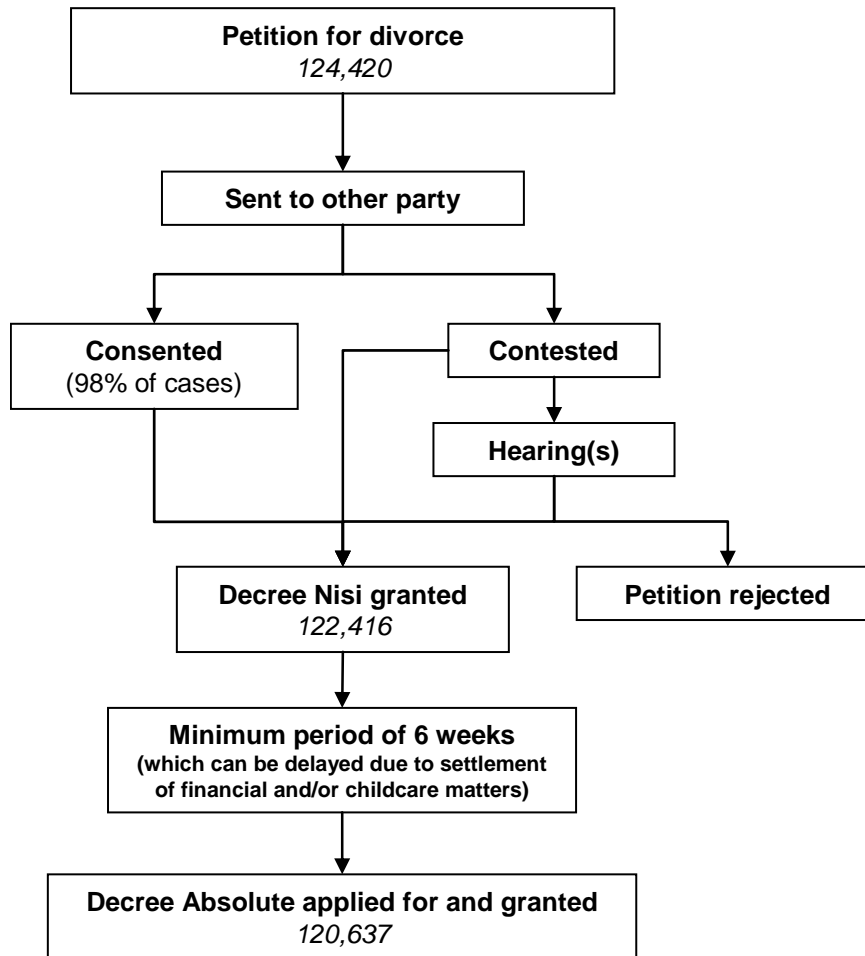 Petition for divorce
124,420
Sent to other party
Consented
(98% of cases)
Contested
Hearing(s)
Decree Nisi granted
122,416
Petition rejected
Minimum period of 6 weeks
(which can be delayed due to settlement
of financial and/or childcare matters)
Decree Absolute applied for and granted
120,637